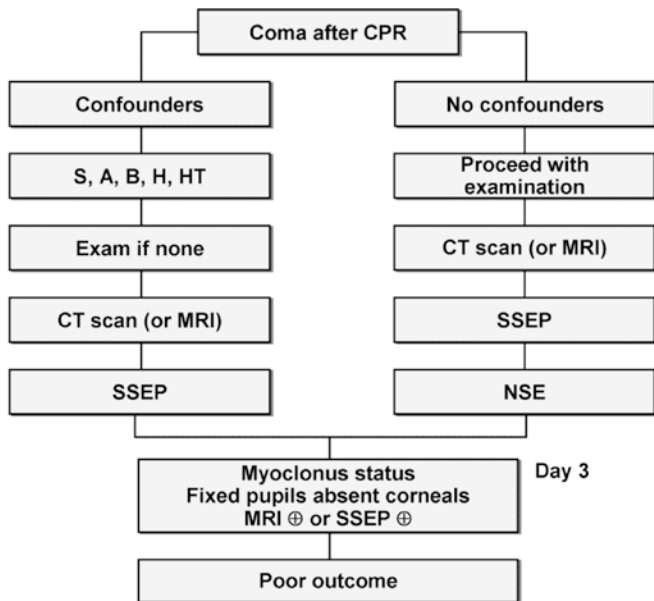 Coma after CPR
Confounders
No confounders
S, A, B, H, HT
Proceed with
examination
Exam if none
CT scan (or MRI)
CT scan (or MRI)
SSEP
SSEP
NSE
Myoclonus status
Fixed pupils absent corneals
MRI ⊕ or SSEP ⊕
Day 3
Poor outcome